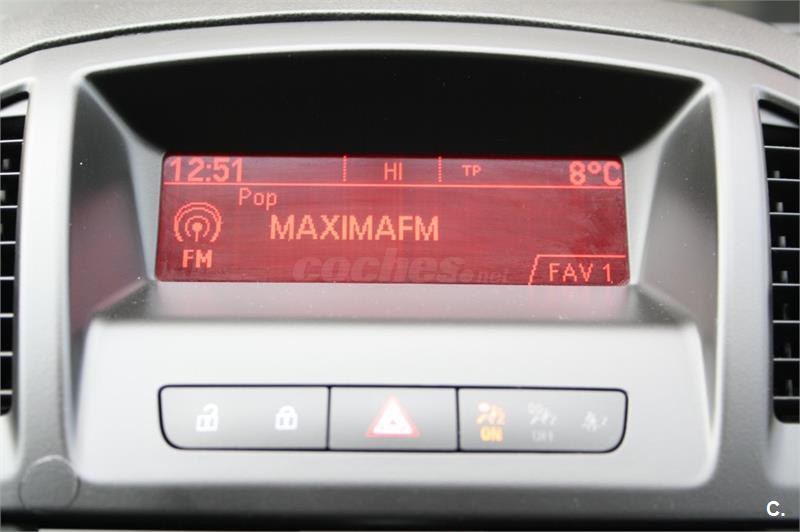 12:51 HI TP 8°C
Pop
MAXIMAFM
FM
coches.net
FAV 1
ON OFF
C.